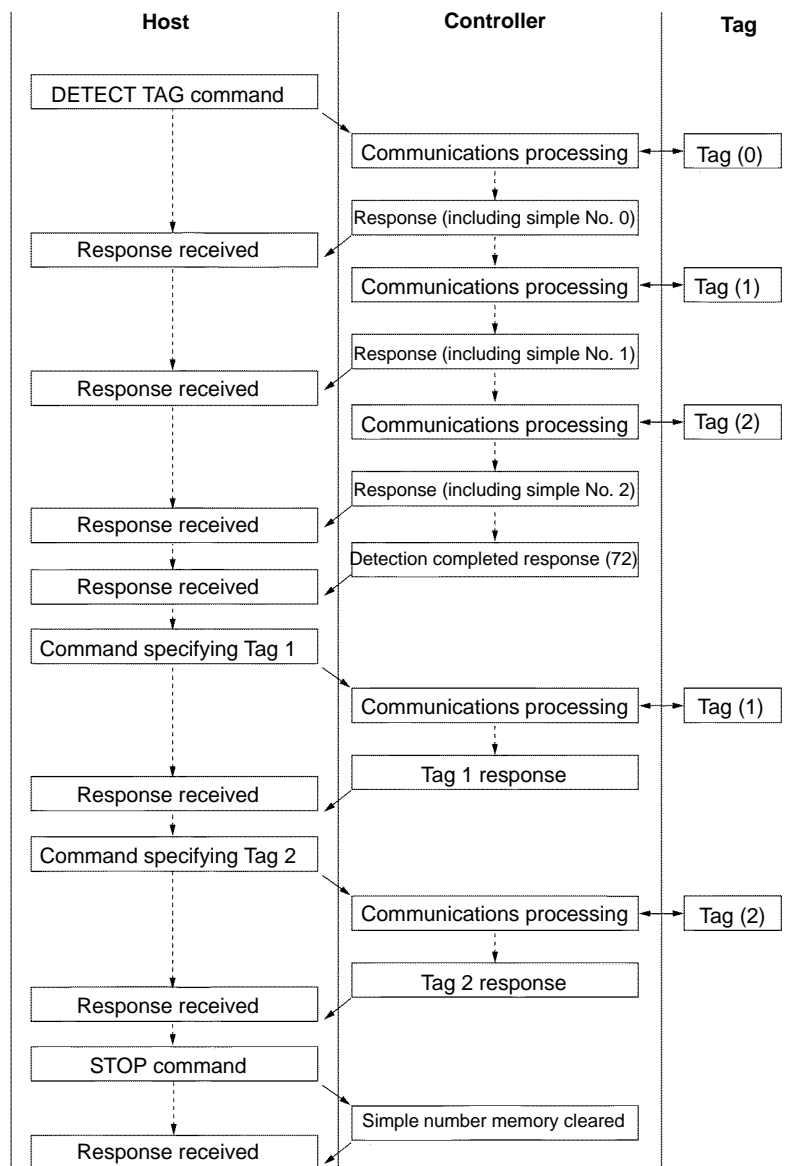 Host Controller Tag
DETECT TAG command
Communications processing Tag (0)
Response (including simple No. 0)
Response received
Communications processing Tag (1)
Response (including simple No. 1)
Response received
Communications processing Tag (2)
Response (including simple No. 2)
Response received
Detection completed response (72)
Response received
Command specifying Tag 1
Communications processing Tag (1)
Tag 1 response
Response received
Command specifying Tag 2
Communications processing Tag (2)
Tag 2 response
Response received
STOP command
Simple number memory cleared
Response received